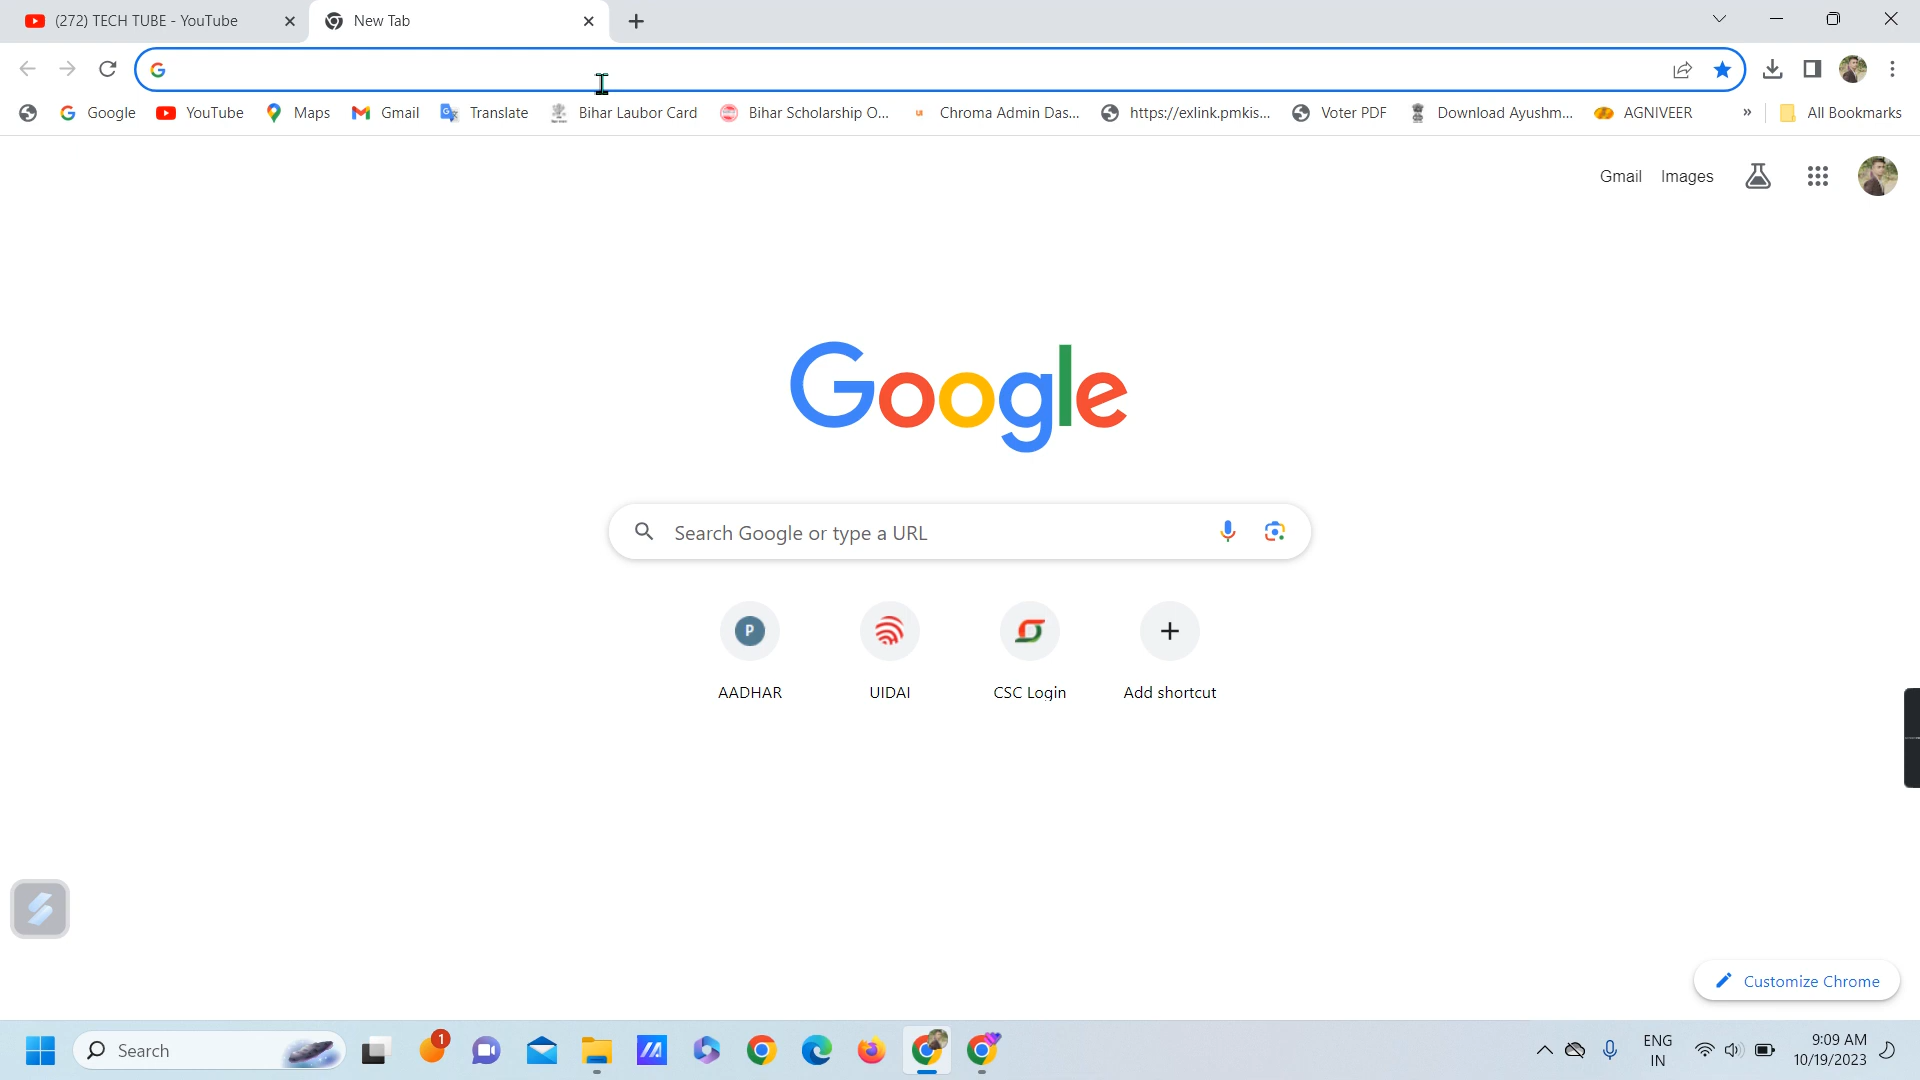 (272) TECH TUBE - YouTube
New Tab
Google
YouTube
Maps
Gmail
Translate
Bihar Laubor Card
Bihar Scholarship O...
Chroma Admin Das...
https://exlink.pmkis...
Voter PDF
Download Ayushm...
AGNIVEER
»
All Bookmarks
Gmail
Images
Google
Search Google or type a URL
P
AADHAR
UIDAI
CSC Login
Add shortcut
Customize Chrome
Search
1
ENG
IN
9:09 AM
10/19/2023